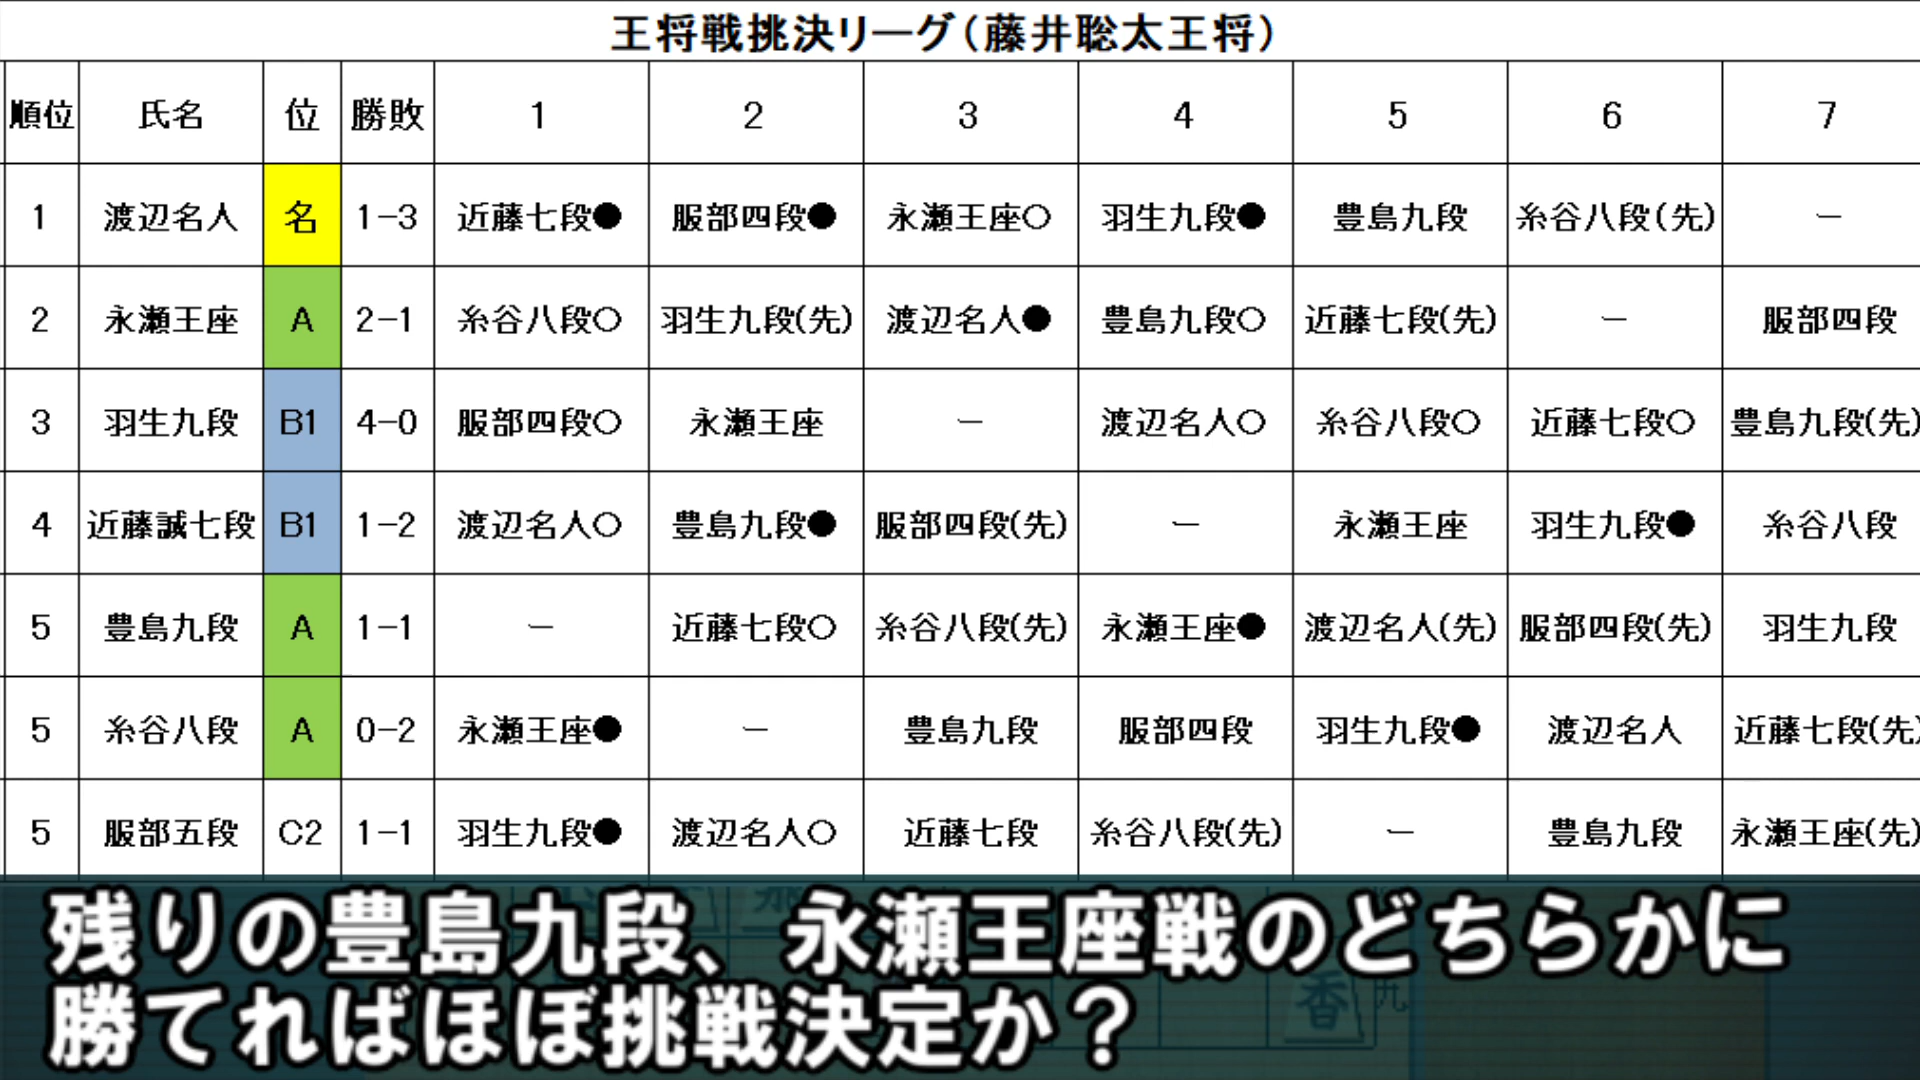 王将戦挑決リーグ（藤井聡太王将）
順位 氏名 位 勝敗 1 2 3 4 5 6 7
1 渡辺名人 名 1-3 近藤七段● 服部四段● 永瀬王座○ 羽生九段● 豊島九段 糸谷八段(先) ー
2 永瀬王座 A 2-1 糸谷八段○ 羽生九段(先) 渡辺名人● 豊島九段○ 近藤七段(先) ー 服部四段
3 羽生九段 B1 4-0 服部四段○ 永瀬王座 ー 渡辺名人○ 糸谷八段○ 近藤七段○ 豊島九段(先)
4 近藤誠七段 B1 1-2 渡辺名人○ 豊島九段● 服部四段(先) ー 永瀬王座 羽生九段● 糸谷八段
5 豊島九段 A 1-1 ー 近藤七段○ 糸谷八段(先) 永瀬王座● 渡辺名人(先) 服部四段(先) 羽生九段
5 糸谷八段 A 0-2 永瀬王座● ー 豊島九段 服部四段 羽生九段● 渡辺名人 近藤七段(先)
5 服部五段 C2 1-1 羽生九段● 渡辺名人○ 近藤七段 糸谷八段(先) ー 豊島九段 永瀬王座(先)
残りの豊島九段、永瀬王座戦のどちらかに
勝てればほぼ挑戦決定か？
香
九